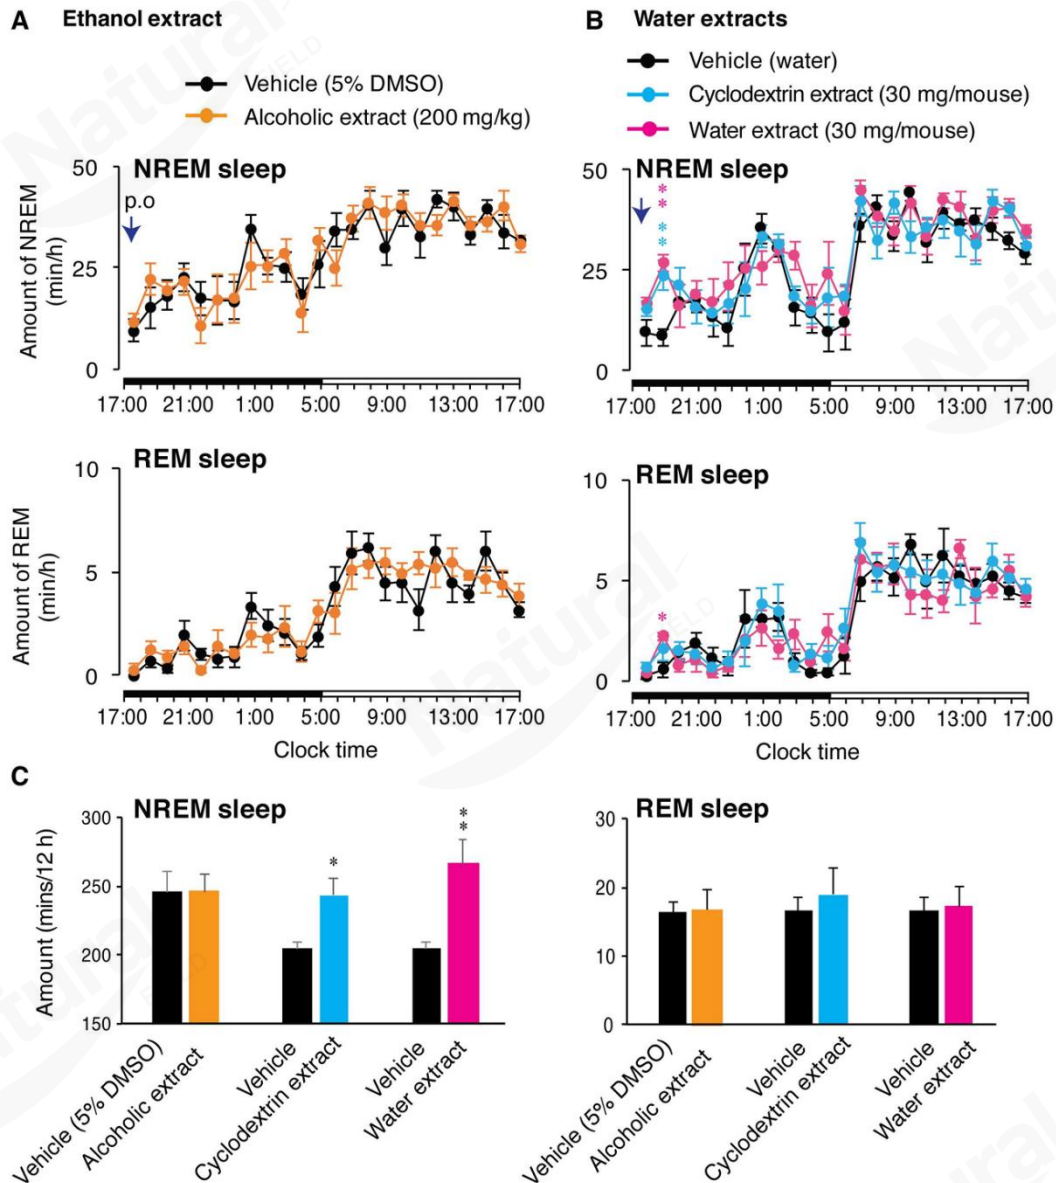 A Ethanol extract
Vehicle (5% DMSO)
Alcoholic extract (200 mg/kg)
NREM sleep
Amount of NREM
(min/h)
50
25
0
p.o
17:00 21:00 1:00 5:00 9:00 13:00 17:00
REM sleep
Amount of REM
(min/h)
10
5
0
17:00 21:00 1:00 5:00 9:00 13:00 17:00
Clock time
B Water extracts
Vehicle (water)
Cyclodextrin extract (30 mg/mouse)
Water extract (30 mg/mouse)
NREM sleep
50
25
0
**
**
17:00 21:00 1:00 5:00 9:00 13:00 17:00
REM sleep
10
5
0
*
17:00 21:00 1:00 5:00 9:00 13:00 17:00
Clock time
C
NREM sleep
Amount (mins/12 h)
300
250
200
150
*
**
Vehicle (5% DMSO)
Alcoholic extract
Vehicle
Cyclodextrin extract
Vehicle
Water extract
REM sleep
30
20
10
0
Vehicle (5% DMSO)
Alcoholic extract
Vehicle
Cyclodextrin extract
Vehicle
Water extract
Natural
FIELD
Natural
Natural
FIELD
Natural
FIELD